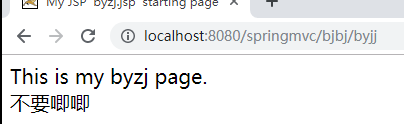 My JSP 'byzj.jsp' starting page
localhost:8080/springmvc/bjbj/byjj
This is my byzj page.
不要唧唧